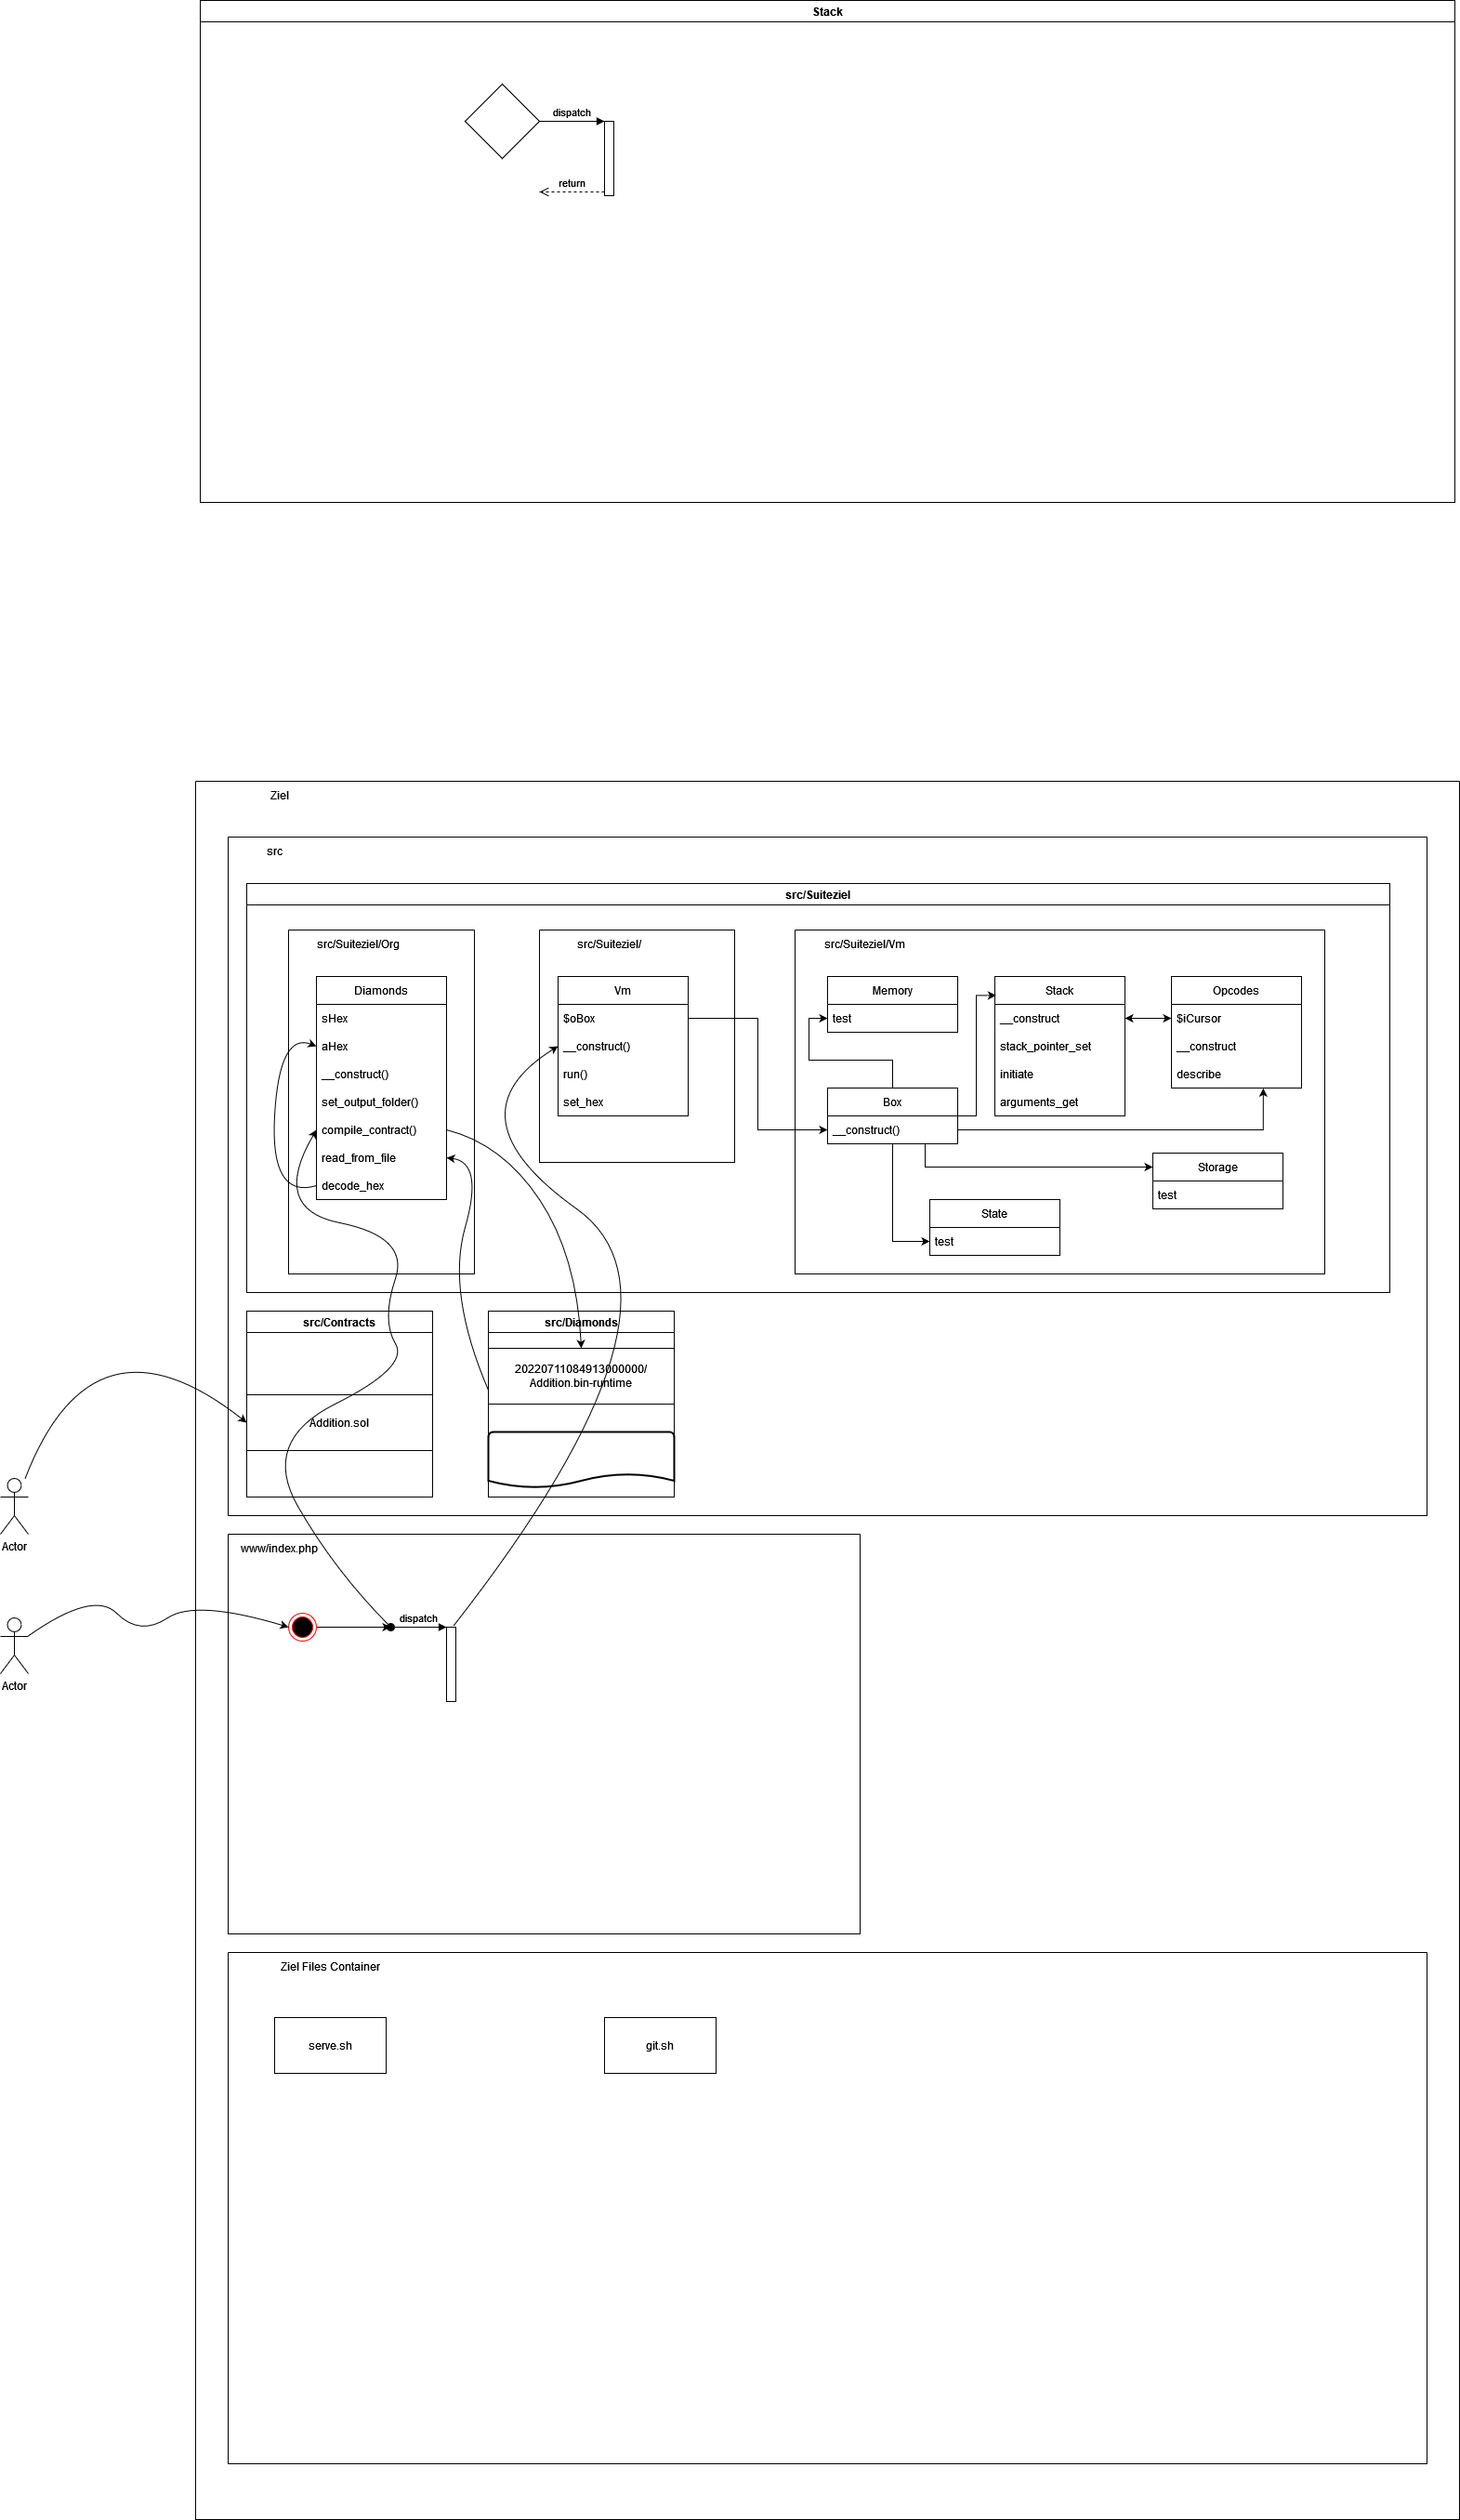 Stack
dispatch
return
Ziel
src
src/Suiteziel
src/Suiteziel/Org
Diamonds
sHex
aHex
__construct()
set_output_folder()
compile_contract()
read_from_file
decode_hex
src/Suiteziel/
Vm
$oBox
__construct()
run()
set_hex
src/Suiteziel/Vm
Memory
test
Stack
__construct
stack_pointer_set
initiate
arguments_get
Opcodes
$iCursor
__construct
describe
Box
__construct()
Storage
test
State
test
src/Contracts
Addition.sol
src/Diamonds
20220711084913000000/
Addition.bin-runtime
Actor
www/index.php
dispatch
Actor
Ziel Files Container
serve.sh
git.sh